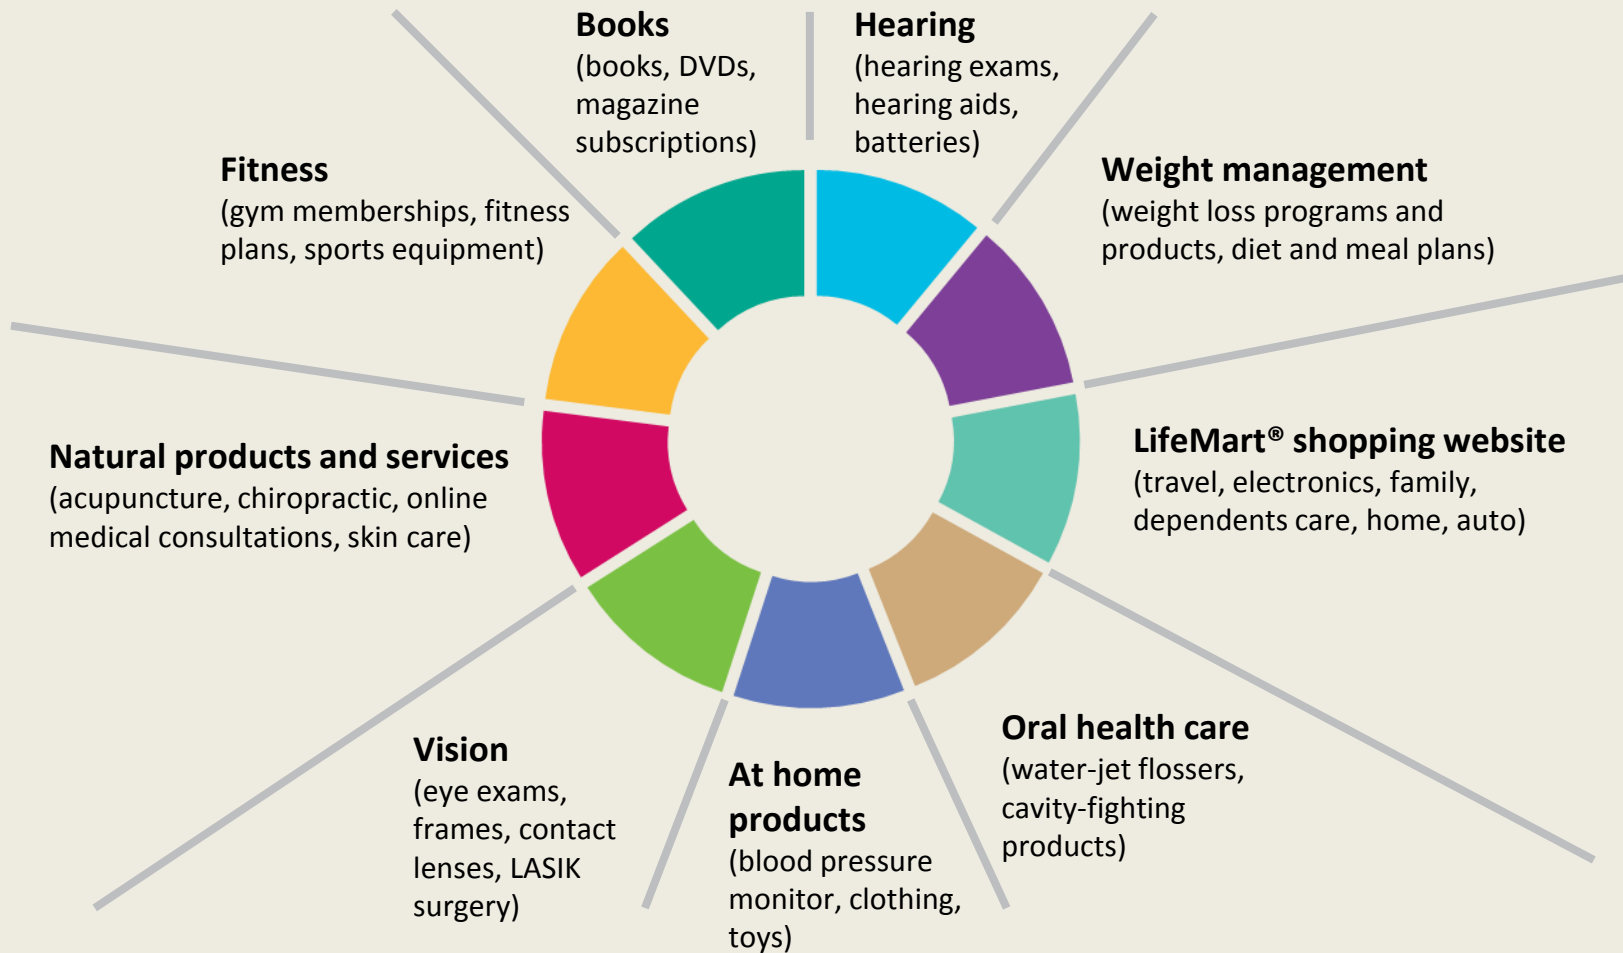 Books
(books, DVDs,
magazine
subscriptions)
Hearing
(hearing exams,
hearing aids,
batteries)
Fitness
(gym memberships, fitness
plans, sports equipment)
Weight management
(weight loss programs and
products, diet and meal plans)
Natural products and services
(acupuncture, chiropractic, online
medical consultations, skin care)
LifeMart® shopping website
(travel, electronics, family,
dependents care, home, auto)
Vision
(eye exams,
frames, contact
lenses, LASIK
surgery)
At home
products
(blood pressure
monitor, clothing,
toys)
Oral health care
(water-jet flossers,
cavity-fighting
products)